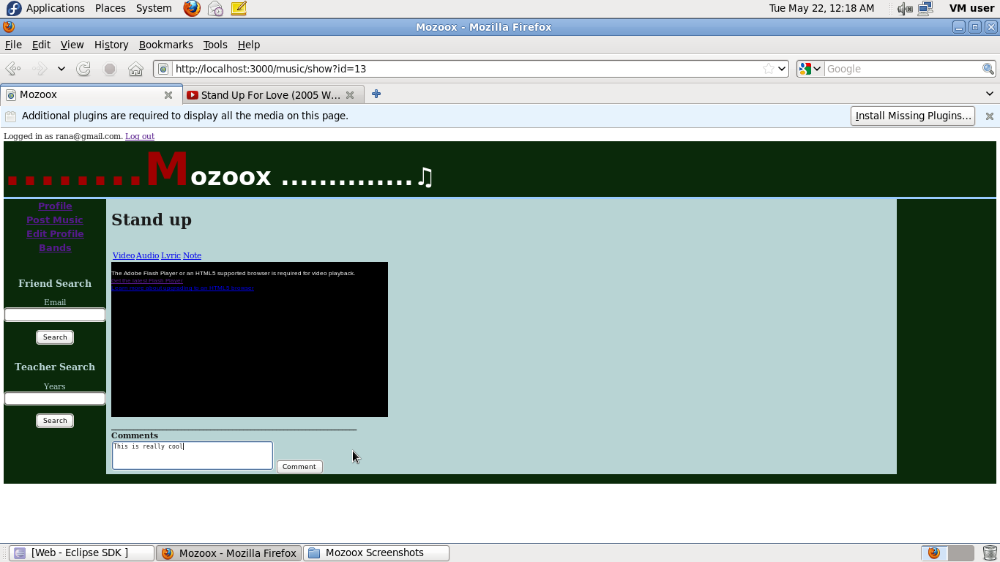 Applications Places System Tue May 22, 12:18 AM VM user
Mozoox - Mozilla Firefox
File Edit View History Bookmarks Tools Help
http://localhost:3000/music/show?id=13 Google
Mozoox Stand Up For Love (2005 W...
Additional plugins are required to display all the media on this page. Install Missing Plugins...
Logged in as rana@gmail.com. Log out
........Mozoox ..............♫
Profile
Post Music
Edit Profile
Bands
Friend Search
Email
Search
Teacher Search
Years
Search
Stand up
Video Audio Lyric Note
The Adobe Flash Player or an HTML5 supported browser is required for video playback.
Get the latest Flash Player
Learn more about upgrading to an HTML5 browser
Comments
This is really cool
Comment
[Web - Eclipse SDK ] Mozoox - Mozilla Firefox Mozoox Screenshots